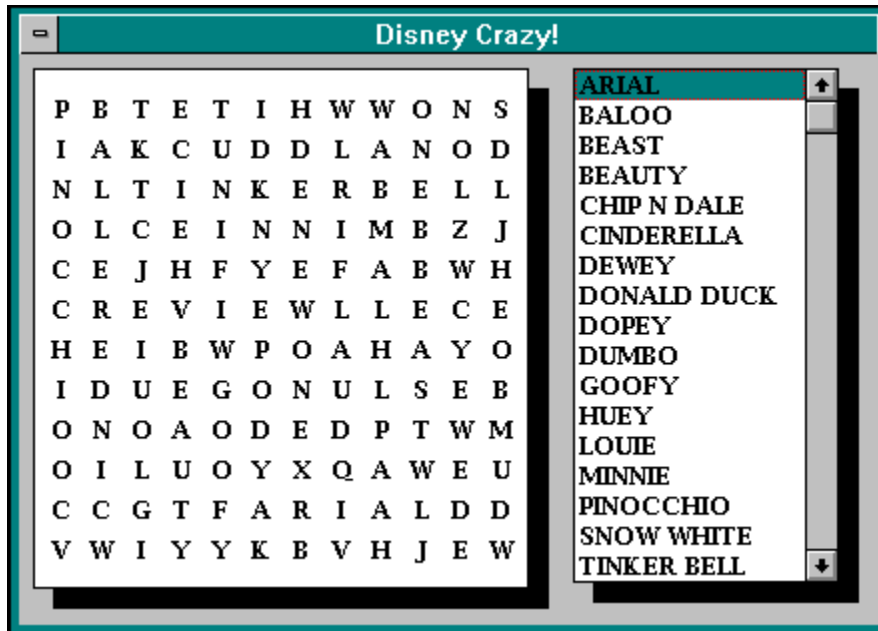 Disney Crazy!
P B T E T I H W W O N S
I A K C U D D L A N O D
N L T I N K E R B E L L
O L C E I N N I M B Z J
C E J H F Y E F A B W H
C R E V I E W L L E C E
H E I B W P O A H A Y O
I D U E G O N U L S E B
O N O A O D E D P T W M
O I L U O Y X Q A W E U
C C G T F A R I A L D D
V W I Y Y K B V H J E W
ARIAL
BALOO
BEAST
BEAUTY
CHIP N DALE
CINDERELLA
DEWEY
DONALD DUCK
DOPEY
DUMBO
GOOFY
HUEY
LOUIE
MINNIE
PINOCCHIO
SNOW WHITE
TINKER BELL